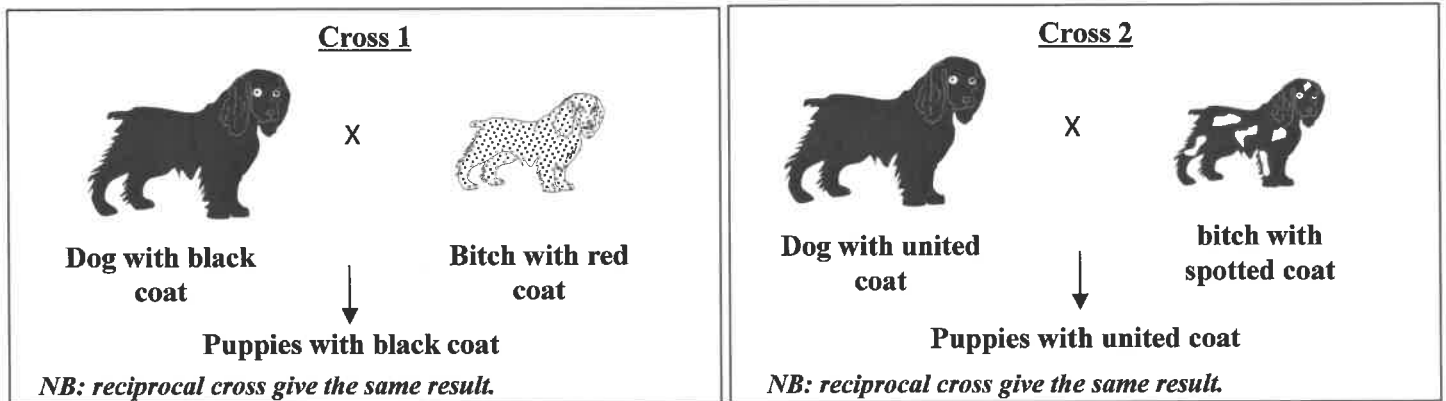 Cross 1
X
Dog with black
coat
Bitch with red
coat
Puppies with black coat
NB: reciprocal cross give the same result.
Cross 2
X
Dog with united
coat
bitch with
spotted coat
Puppies with united coat
NB: reciprocal cross give the same result.